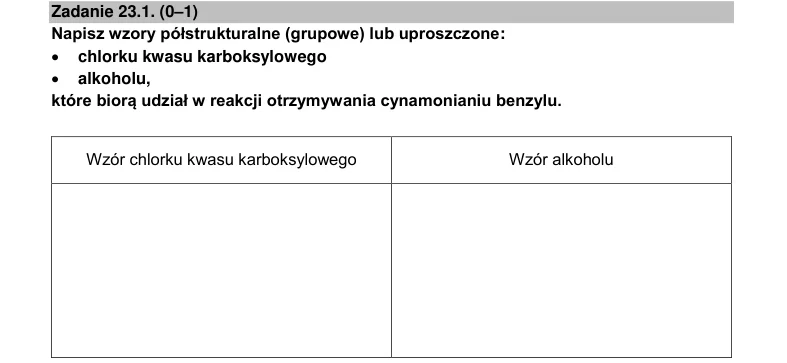 Zadanie 23.1. (0–1)
Napisz wzory półstrukturalne (grupowe) lub uproszczone:
• chlorku kwasu karboksylowego
• alkoholu,
które biorą udział w reakcji otrzymywania cynamonianiu benzylu.
Wzór chlorku kwasu karboksylowego
Wzór alkoholu